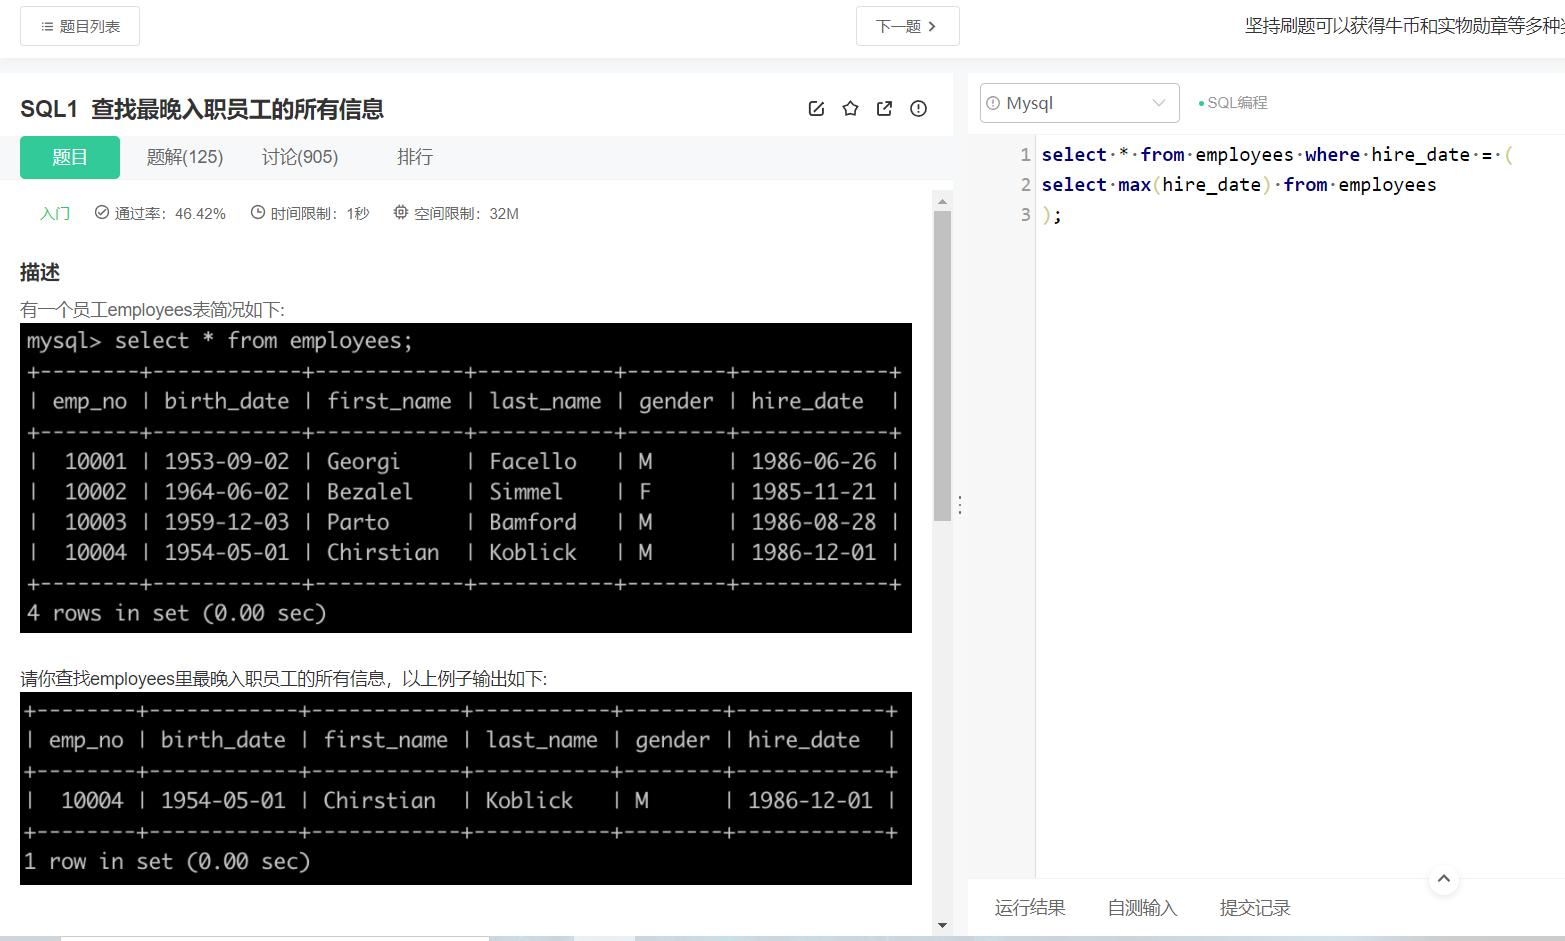 题目列表
下一题
坚持刷题可以获得牛币和实物勋章等多种
SQL1 查找最晚入职员工的所有信息
题目 题解(125) 讨论(905) 排行
入门 通过率：46.42% 时间限制：1秒 空间限制：32M
描述
有一个员工employees表简况如下:
mysql> select * from employees;
+--------+------------+------------+-----------+--------+------------+
| emp_no | birth_date | first_name | last_name | gender | hire_date  |
+--------+------------+------------+-----------+--------+------------+
|  10001 | 1953-09-02 | Georgi     | Facello   | M      | 1986-06-26 |
|  10002 | 1964-06-02 | Bezalel    | Simmel    | F      | 1985-11-21 |
|  10003 | 1959-12-03 | Parto      | Bamford   | M      | 1986-08-28 |
|  10004 | 1954-05-01 | Chirstian  | Koblick   | M      | 1986-12-01 |
+--------+------------+------------+-----------+--------+------------+
4 rows in set (0.00 sec)
请你查找employees里最晚入职员工的所有信息，以上例子输出如下:
+--------+------------+------------+-----------+--------+------------+
| emp_no | birth_date | first_name | last_name | gender | hire_date  |
+--------+------------+------------+-----------+--------+------------+
|  10004 | 1954-05-01 | Chirstian  | Koblick   | M      | 1986-12-01 |
+--------+------------+------------+-----------+--------+------------+
1 row in set (0.00 sec)
Mysql
SQL编程
1 select * from employees where hire_date = (
2 select max(hire_date) from employees
3 );
运行结果 自测输入 提交记录